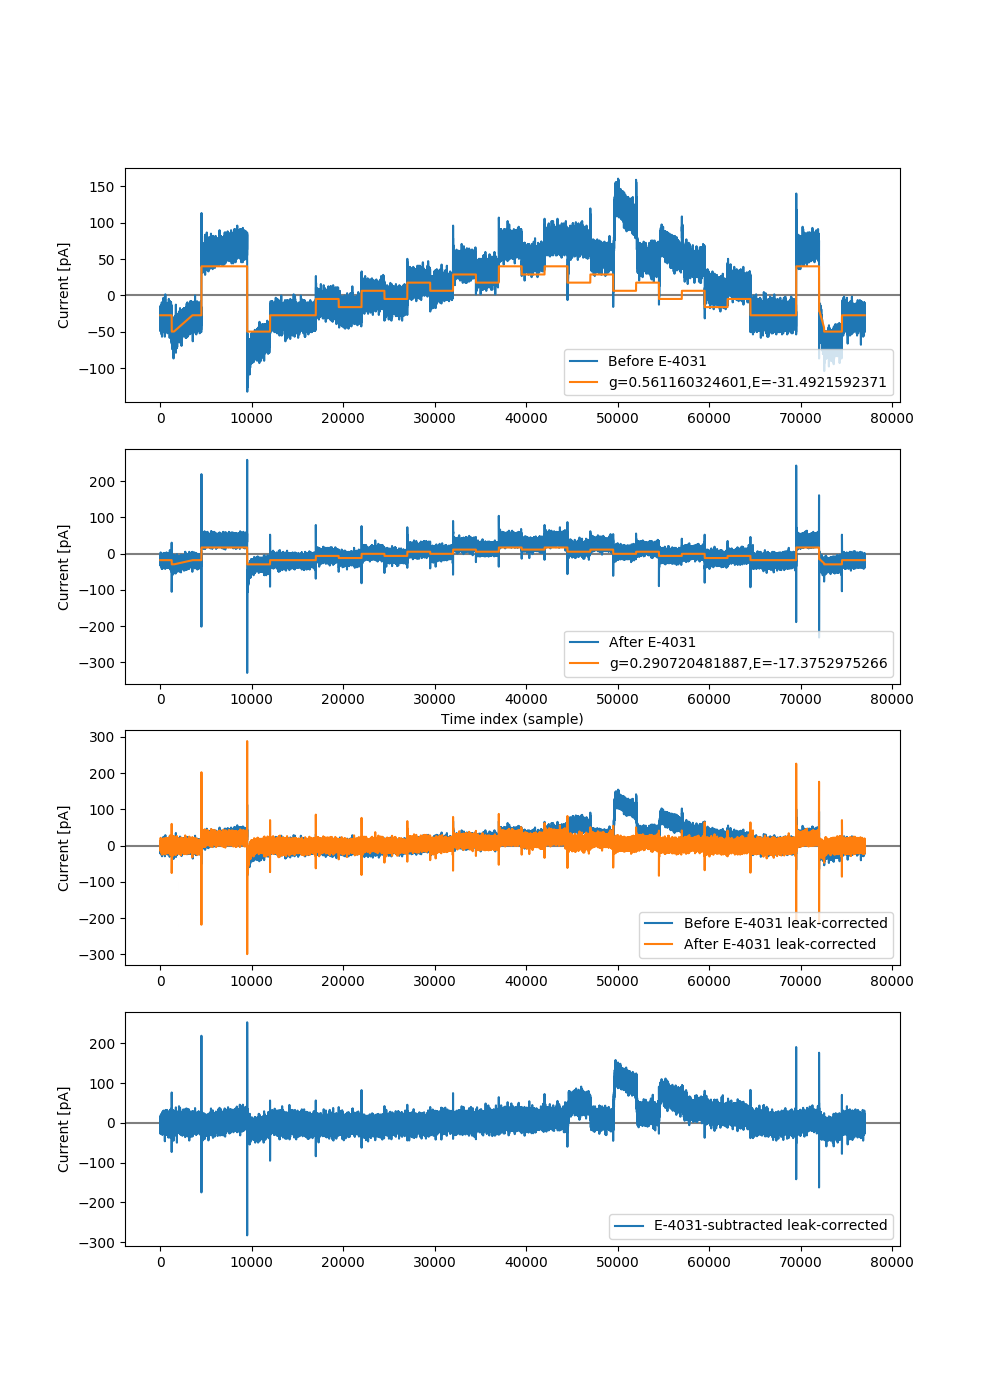 150
100
50
0
−50
−100
Current [pA]
Before E-4031
g=0.561160324601,E=-31.4921592371
0 10000 20000 30000 40000 50000 60000 70000 80000
200
100
0
−100
−200
−300
Current [pA]
After E-4031
g=0.290720481887,E=-17.3752975266
0 10000 20000 30000 40000 50000 60000 70000 80000
Time index (sample)
300
200
100
0
−100
−200
−300
Current [pA]
Before E-4031 leak-corrected
After E-4031 leak-corrected
0 10000 20000 30000 40000 50000 60000 70000 80000
200
100
0
−100
−200
−300
Current [pA]
E-4031-subtracted leak-corrected
0 10000 20000 30000 40000 50000 60000 70000 80000